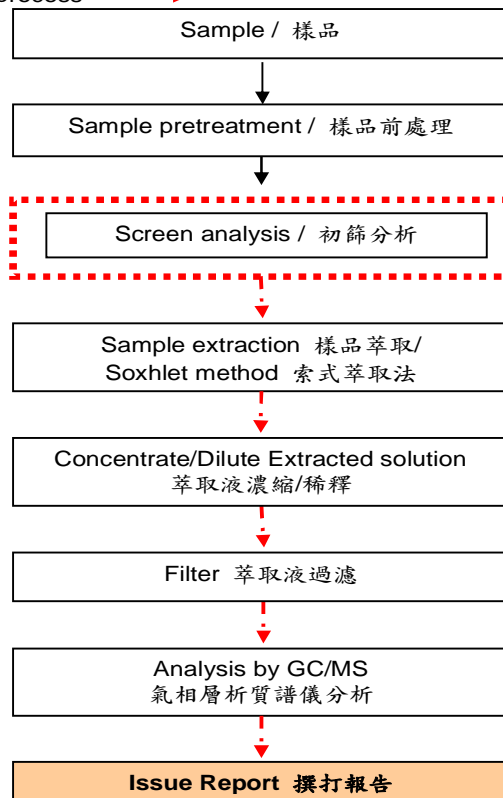 Sample / 樣品
Sample pretreatment / 樣品前處理
Screen analysis / 初篩分析
Sample extraction 樣品萃取/
Soxhlet method 索式萃取法
Concentrate/Dilute Extracted solution
萃取液濃縮/稀釋
Filter 萃取液過濾
Analysis by GC/MS
氣相層析質譜儀分析
Issue Report 撰打報告